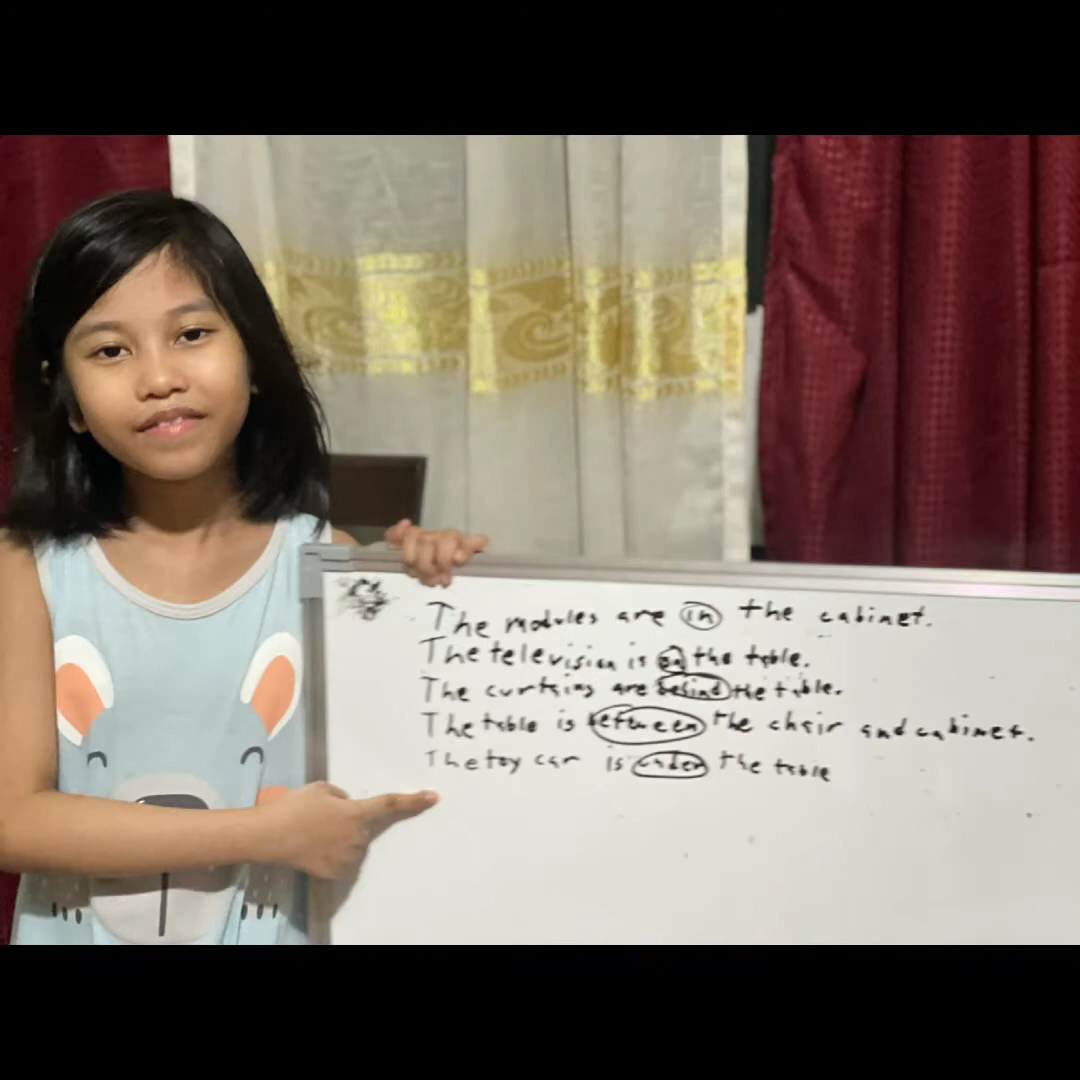 The modules are in the cabinet.
The television is on the table.
The curtains are behind the table.
The table is between the chair and cabinet.
The toy car is under the table